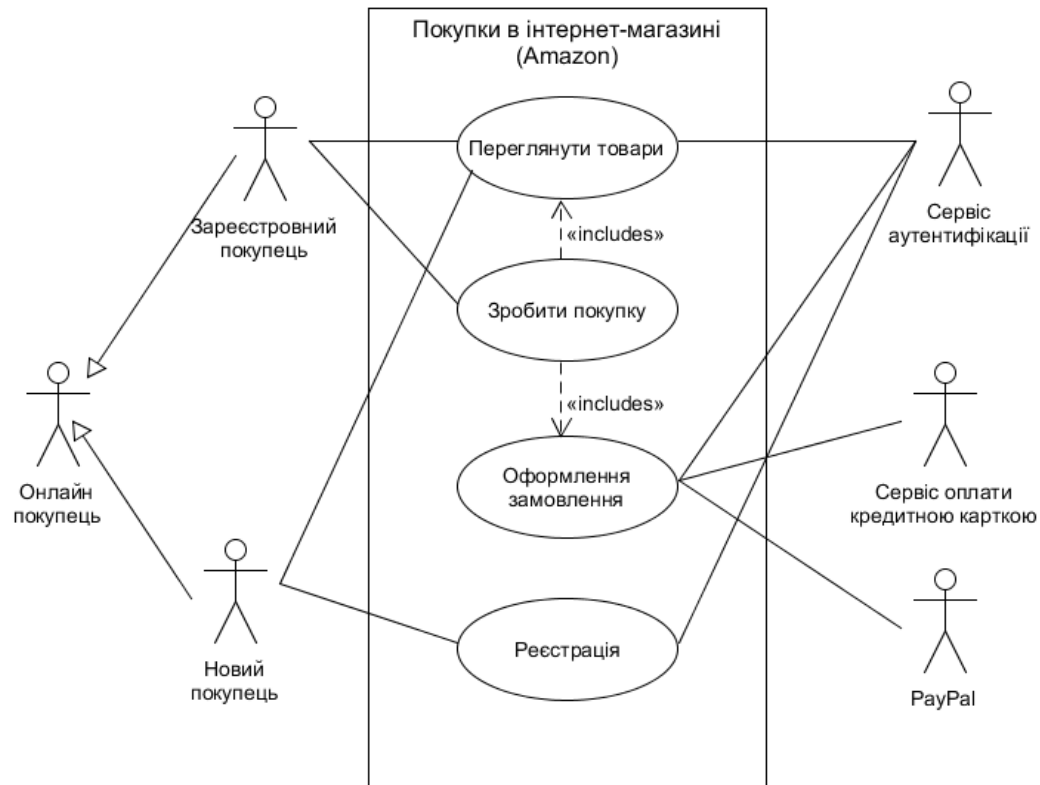 Покупки в інтернет-магазині
(Amazon)
Переглянути товари
Зареєстровний
покупець
Сервіс
аутентифікації
«includes»
Зробити покупку
«includes»
Онлайн
покупець
Оформлення
замовлення
Сервіс оплати
кредитною карткою
Новий
покупець
Реєстрація
PayPal